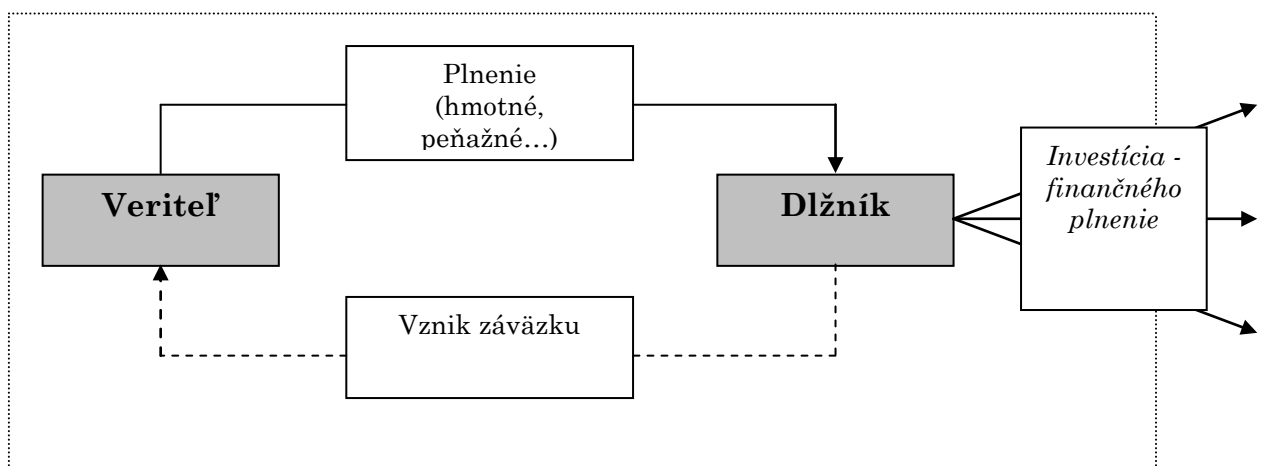 Plnenie
(hmotné,
peňažné…)
Veriteľ
Dlžník
Investícia -
finančného
plnenie
Vznik záväzku